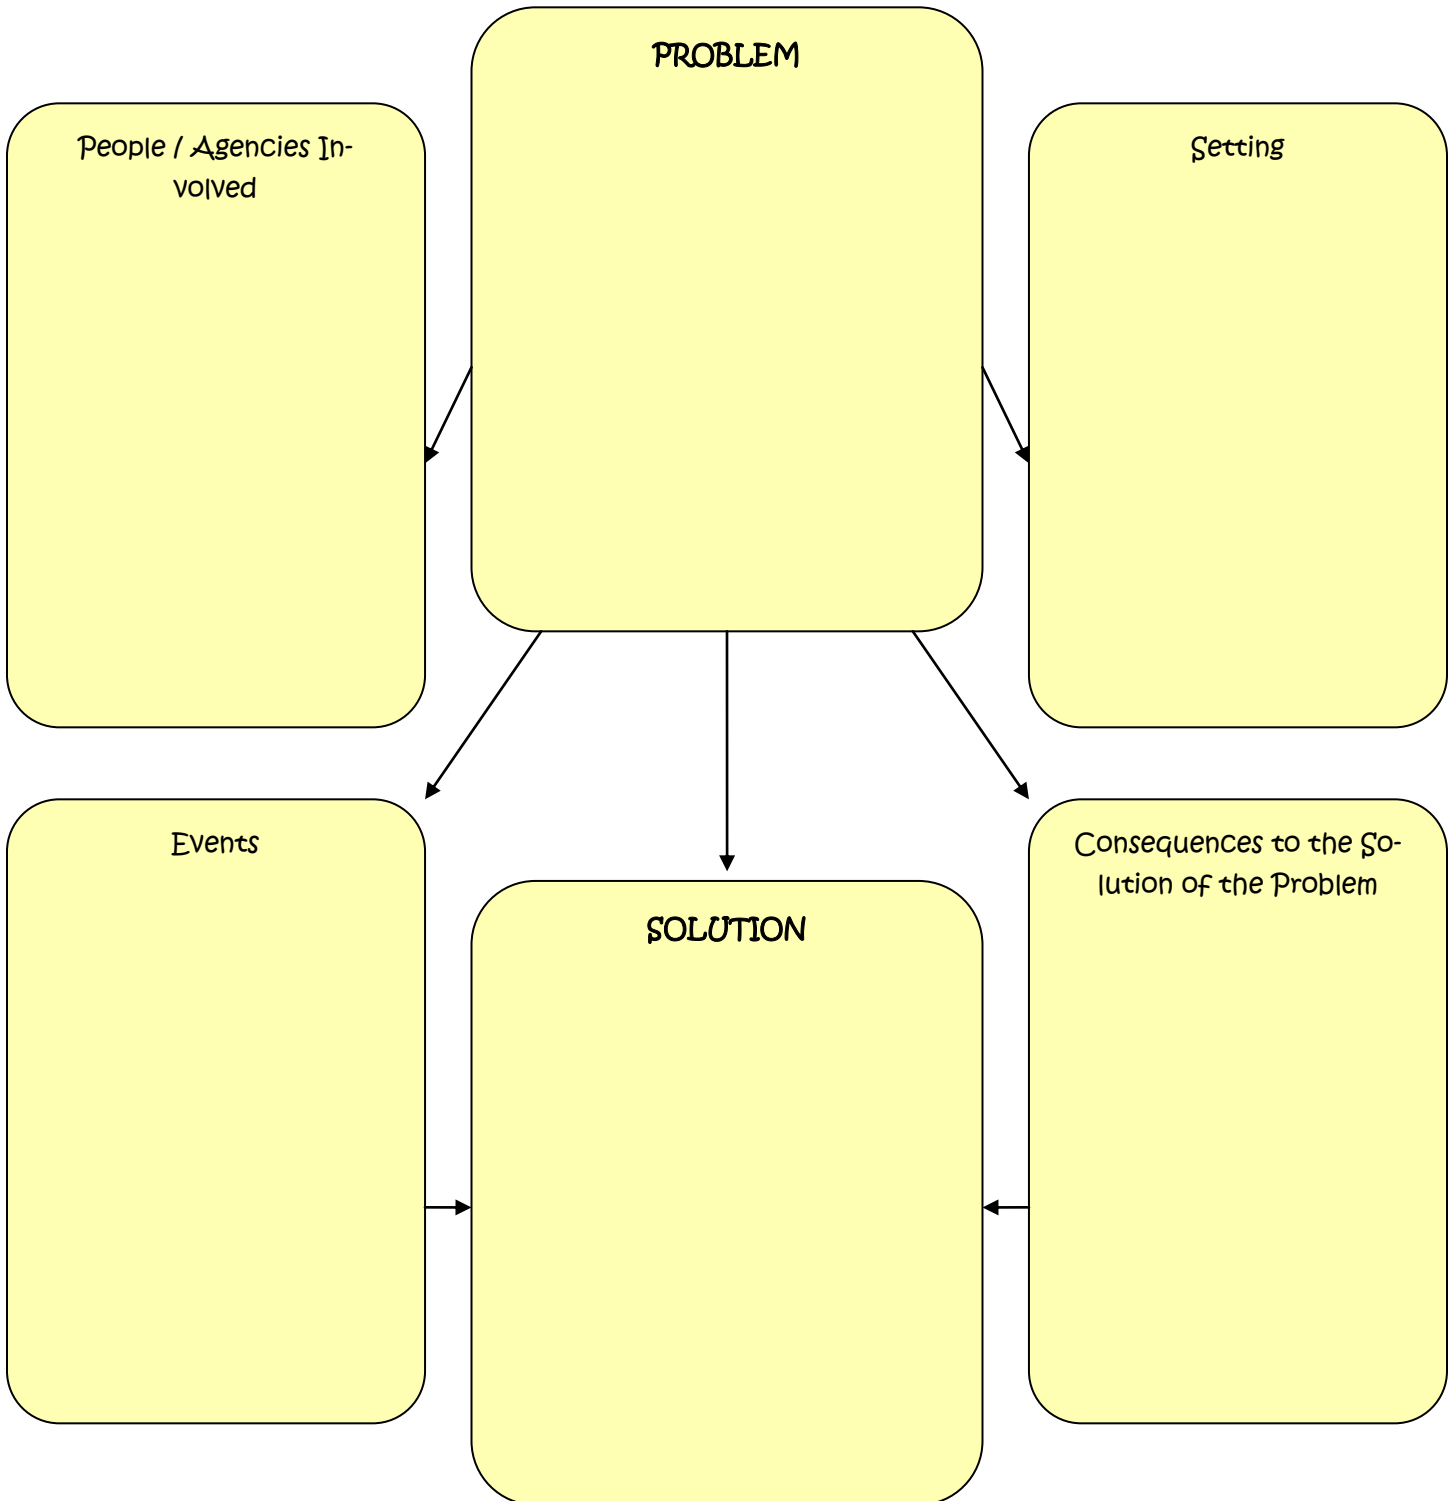 PROBLEM
People / Agencies In-
volved
Setting
Events
Consequences to the So-
lution of the Problem
SOLUTION